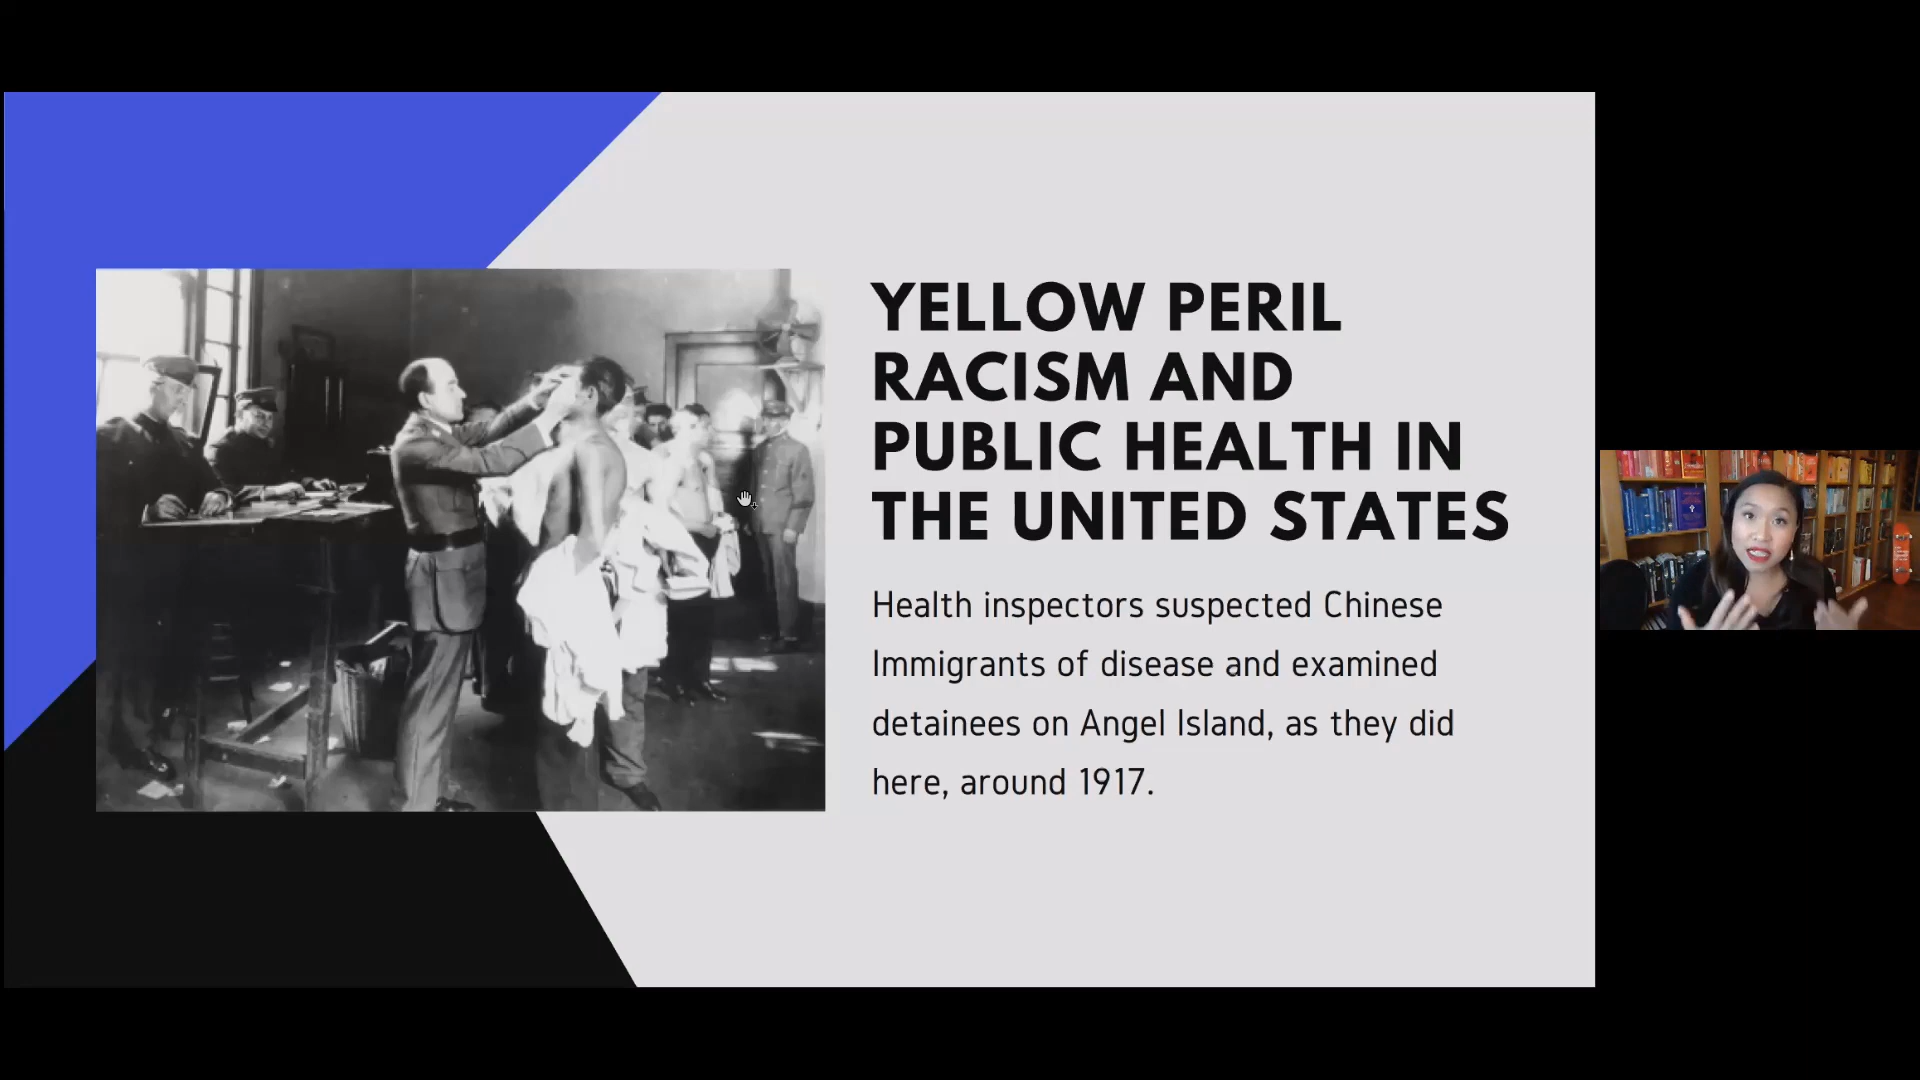 YELLOW PERIL
RACISM AND
PUBLIC HEALTH IN
THE UNITED STATES
Health inspectors suspected Chinese
Immigrants of disease and examined
detainees on Angel Island, as they did
here, around 1917.